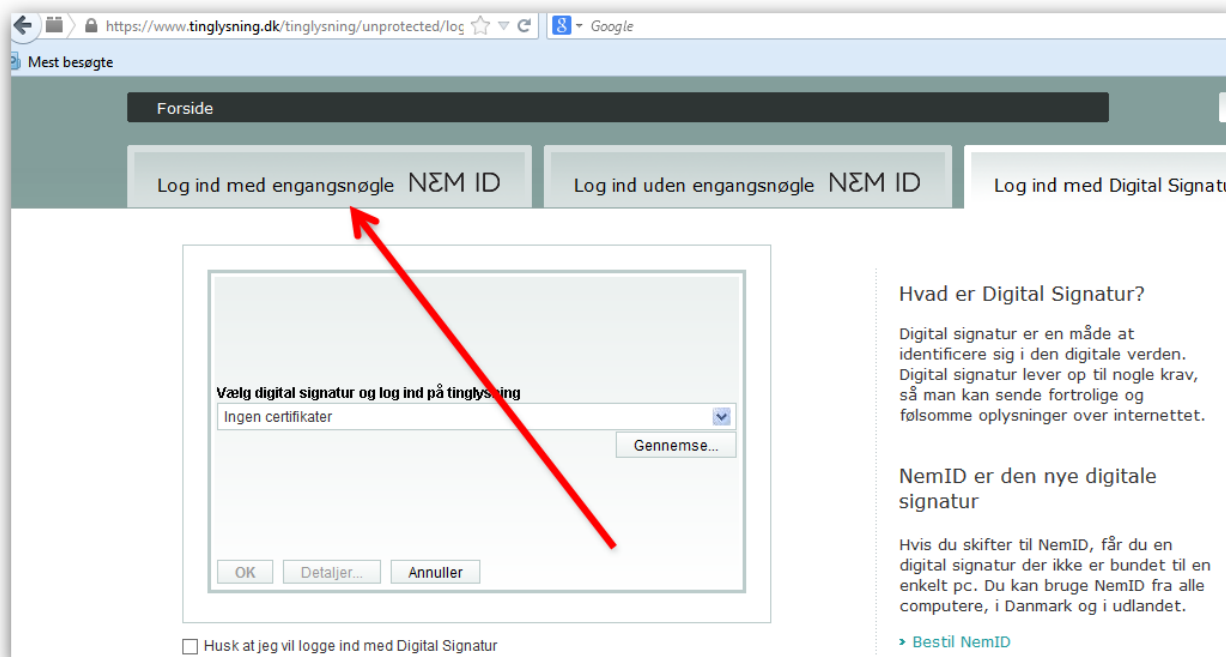 https://www.tinglysning.dk/tinglysning/unprotected/log
8 Google
Mest besøgte
Forside
Log ind med engangsnøgle NEM ID
Log ind uden engangsnøgle NEM ID
Log ind med Digital Signatu
Vælg digital signatur og log ind på tinglysning
Ingen certifikater
Gennemse...
OK
Detaljer...
Annuller
Husk at jeg vil logge ind med Digital Signatur
Hvad er Digital Signatur?
Digital signatur er en måde at
identificere sig i den digitale verden.
Digital signatur lever op til nogle krav,
så man kan sende fortrolige og
følsomme oplysninger over internettet.
NemID er den nye digitale
signatur
Hvis du skifter til NemID, får du en
digital signatur der ikke er bundet til en
enkelt pc. Du kan bruge NemID fra alle
computere, i Danmark og i udlandet.
Bestil NemID